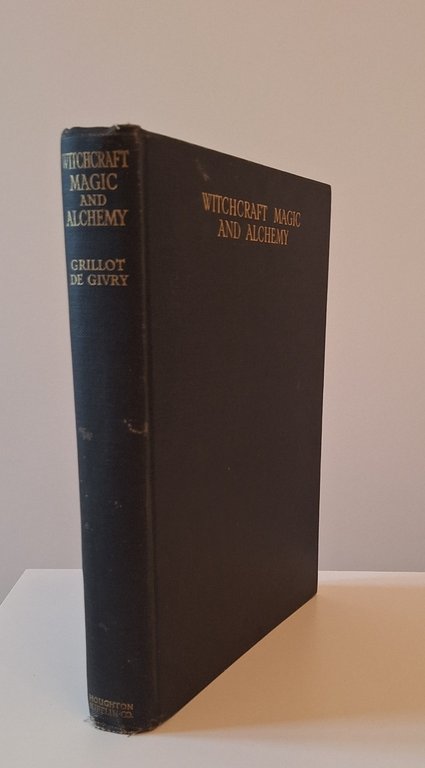 WITCHCRAFT
MAGIC
AND
ALCHEMY
GRILLOT
DE GIVRY
HOUGHTON
MIFFLIN CO.
WITCHCRAFT MAGIC
AND ALCHEMY